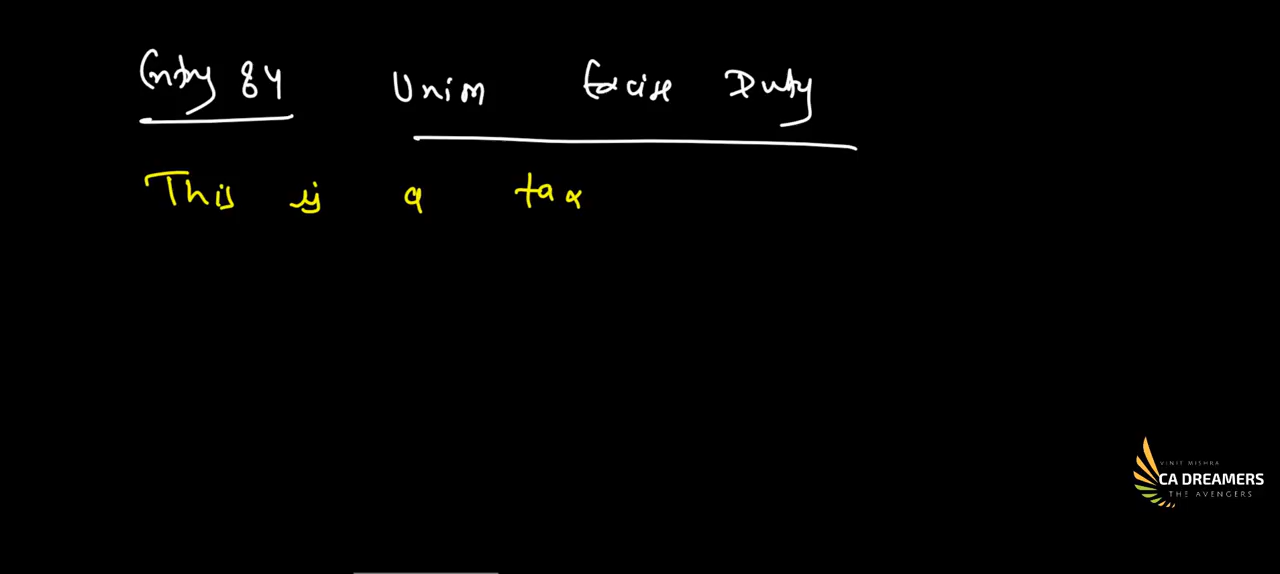 Entry 84 Union Excise Duty
This is a tax
VINIT MISHRA
CA DREAMERS
THE AVENGERS